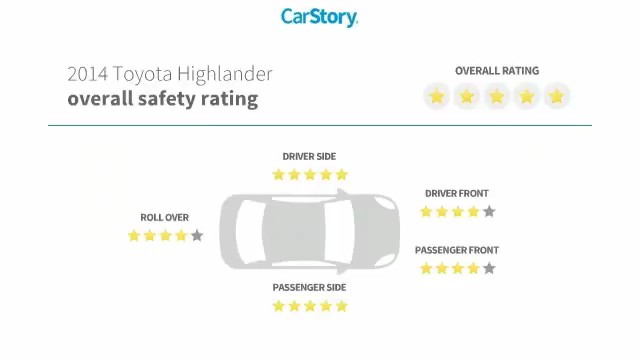 CarStory
2014 Toyota Highlander
overall safety rating
OVERALL RATING
DRIVER SIDE
DRIVER FRONT
ROLL OVER
PASSENGER FRONT
PASSENGER SIDE